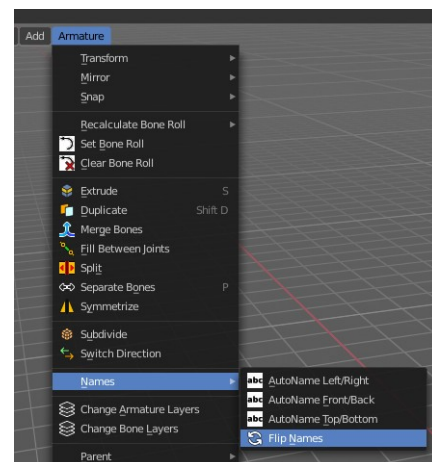 Add Armature
Transform
Mirror
Snap
Recalculate Bone Roll
Set Bone Roll
Clear Bone Roll
Extrude S
Duplicate Shift D
Merge Bones
Fill Between Joints
Split
Separate Bones P
Symmetrize
Subdivide
Switch Direction
Names
Change Armature Layers
Change Bone Layers
Parent
abc AutoName Left/Right
abc AutoName Front/Back
abc AutoName Top/Bottom
Flip Names